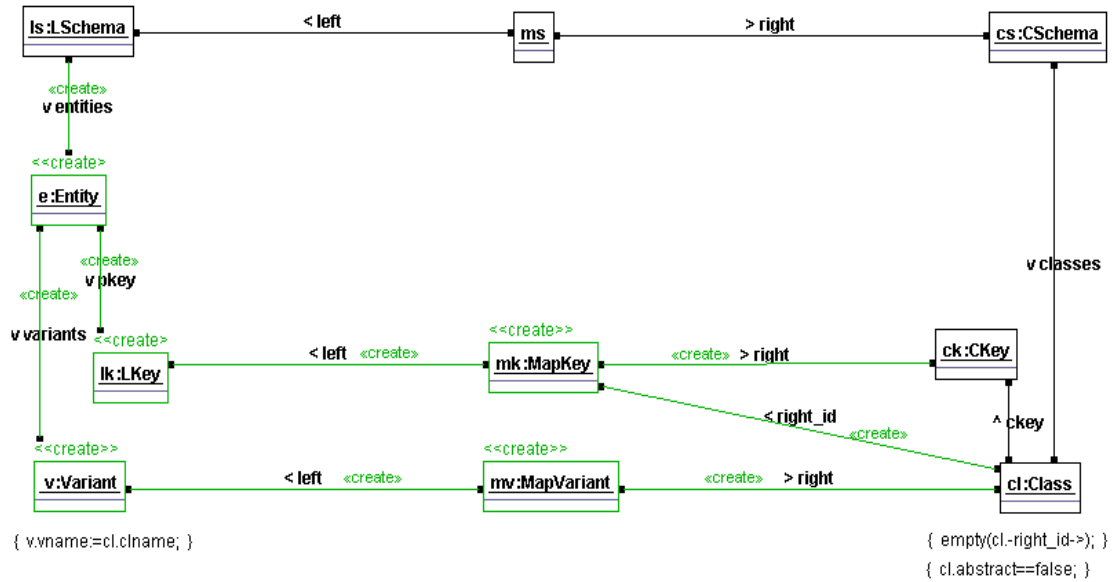 ls:LSchema
< left
ms
> right
cs:CSchema
«create»
v entities
<<create>
e:Entity
«create»
v pkey
«create»
v variants
v classes
<<create>
lk:LKey
< left «create»
<<create>>
mk:MapKey
«create» > right
ck:CKey
< right_id
«create»
^ ckey
<<create>>
v:Variant
< left «create»
<<create>>
mv:MapVariant
«create» > right
cl:Class
{ v.vname:=cl.clname; }
{ empty(cl.-right_id->); }
{ cl.abstract==false; }